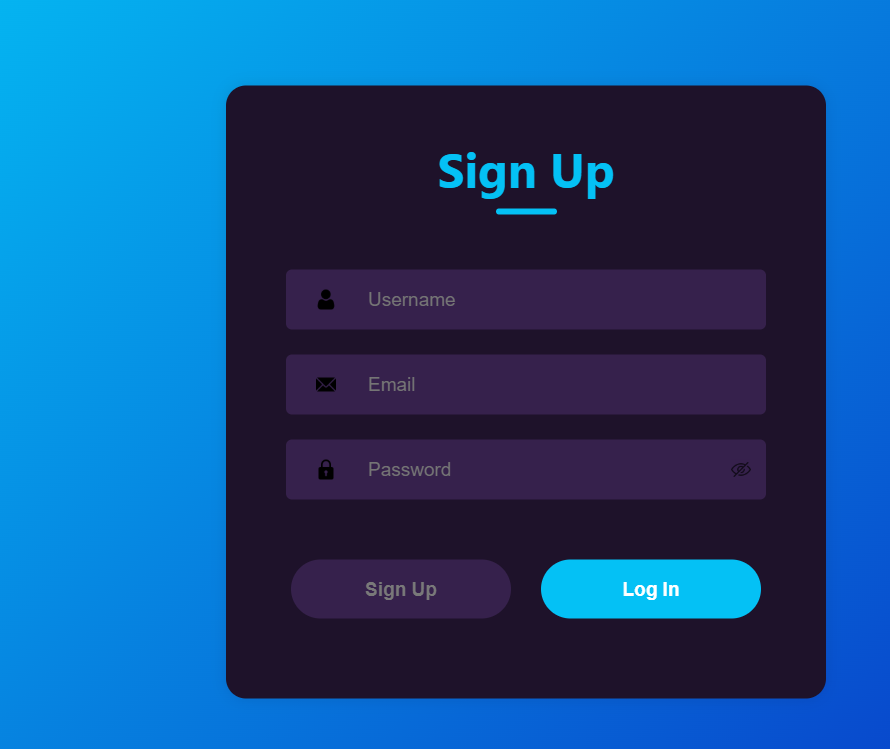 Sign Up
Username
Email
Password
Sign Up Log In